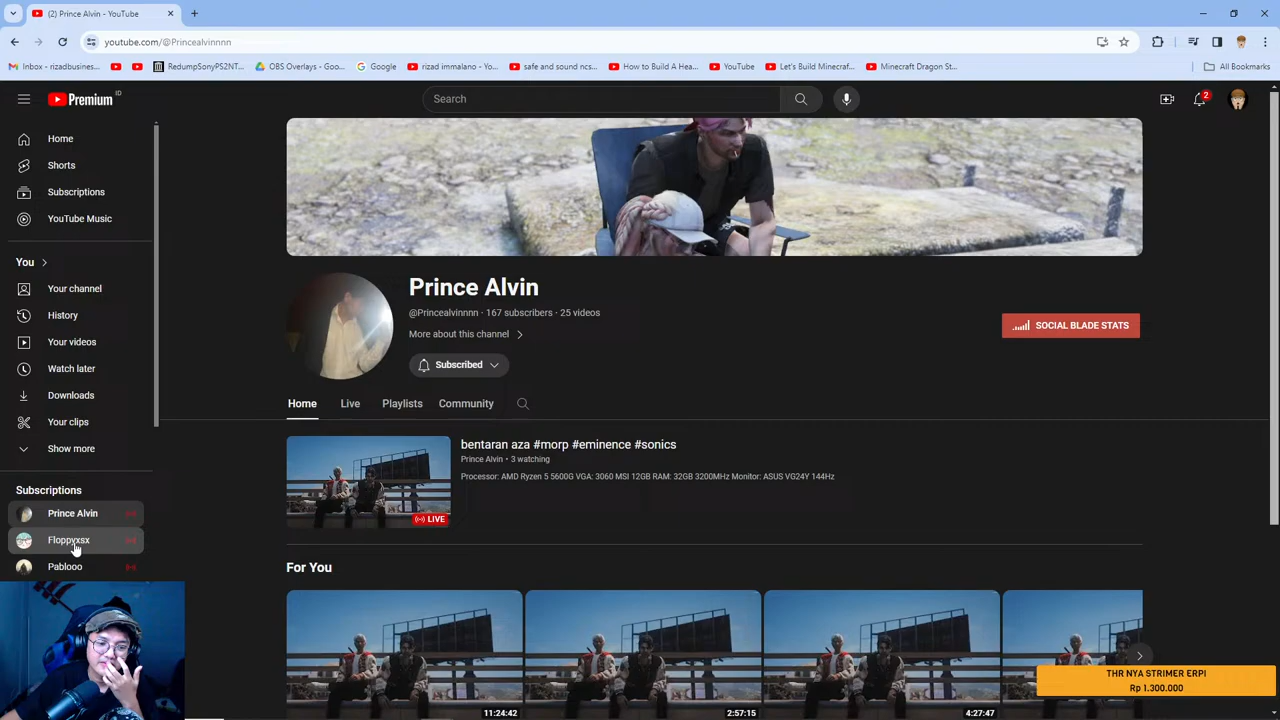 (2) Prince Alvin - YouTube
youtube.com/@Princealvinnnn
Inbox - rizadbusines...
RedumpSonyPS2NT...
OBS Overlays - Goo...
Google
rizad immalano - Yo...
safe and sound ncs...
How to Build A Hea...
YouTube
Let's Build Minecraf...
Minecraft Dragon St...
All Bookmarks
Premium ID
Search
2
Home
Shorts
Subscriptions
YouTube Music
You
Your channel
History
Your videos
Watch later
Downloads
Your clips
Show more
Subscriptions
Prince Alvin
Floppyxsx
Pablooo
Prince Alvin
@Princealvinnnn · 167 subscribers · 25 videos
More about this channel
Subscribed
SOCIAL BLADE STATS
Home
Live
Playlists
Community
bentaran aza #morp #eminence #sonics
Prince Alvin • 3 watching
Processor: AMD Ryzen 5 5600G VGA: 3060 MSI 12GB RAM: 32GB 3200MHz Monitor: ASUS VG24Y 144Hz
LIVE
For You
11:24:42
2:57:15
4:27:47
THR NYA STRIMER ERPI
Rp 1.300.000